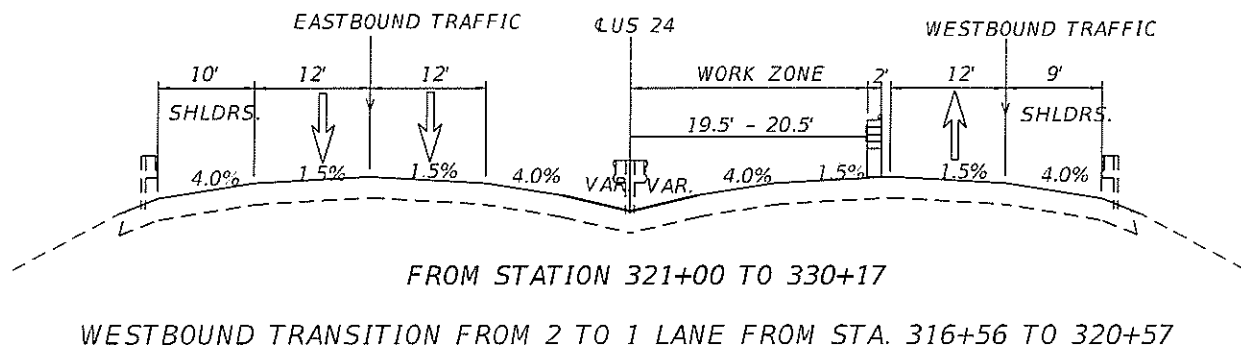 EASTBOUND TRAFFIC
℄ US 24
WESTBOUND TRAFFIC
10' 12' 12' WORK ZONE 2' 12' 9'
SHLDRS. SHLDRS.
19.5' - 20.5'
4.0% 1.5% 1.5% 4.0% VAR. VAR. 4.0% 1.5% 1.5% 4.0%
FROM STATION 321+00 TO 330+17
WESTBOUND TRANSITION FROM 2 TO 1 LANE FROM STA. 316+56 TO 320+57